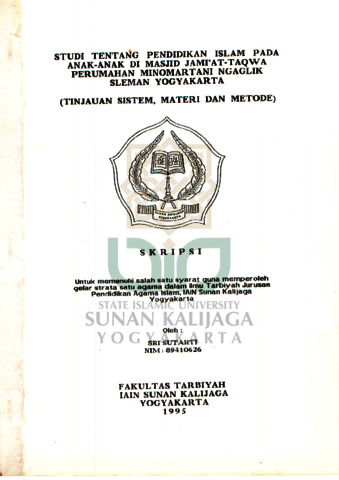 STUDI TENTANG PENDIDIKAN ISLAM PADA
ANAK-ANAK DI MASJID JAMI'AT-TAQWA
PERUMAHAN MINOMARTANI NGAGLIK
SLEMAN YOGYAKARTA
(TINJAUAN SISTEM, MATERI DAN METODE)
SKRIPSI
Untuk memenuhi salah satu syarat guna memperoleh
gelar strata satu agama dalam Ilmu Tarbiyah Jurusan
Pendidikan Agama Islam, IAIN Sunan Kalijaga
Yogyakarta
STATE ISLAMIC UNIVERSITY
SUNAN KALIJAGA
YOGYAKARTA
Oleh :
SRI SUTARTI
NIM : 89410626
FAKULTAS TARBIYAH
IAIN SUNAN KALIJAGA
YOGYAKARTA
1995